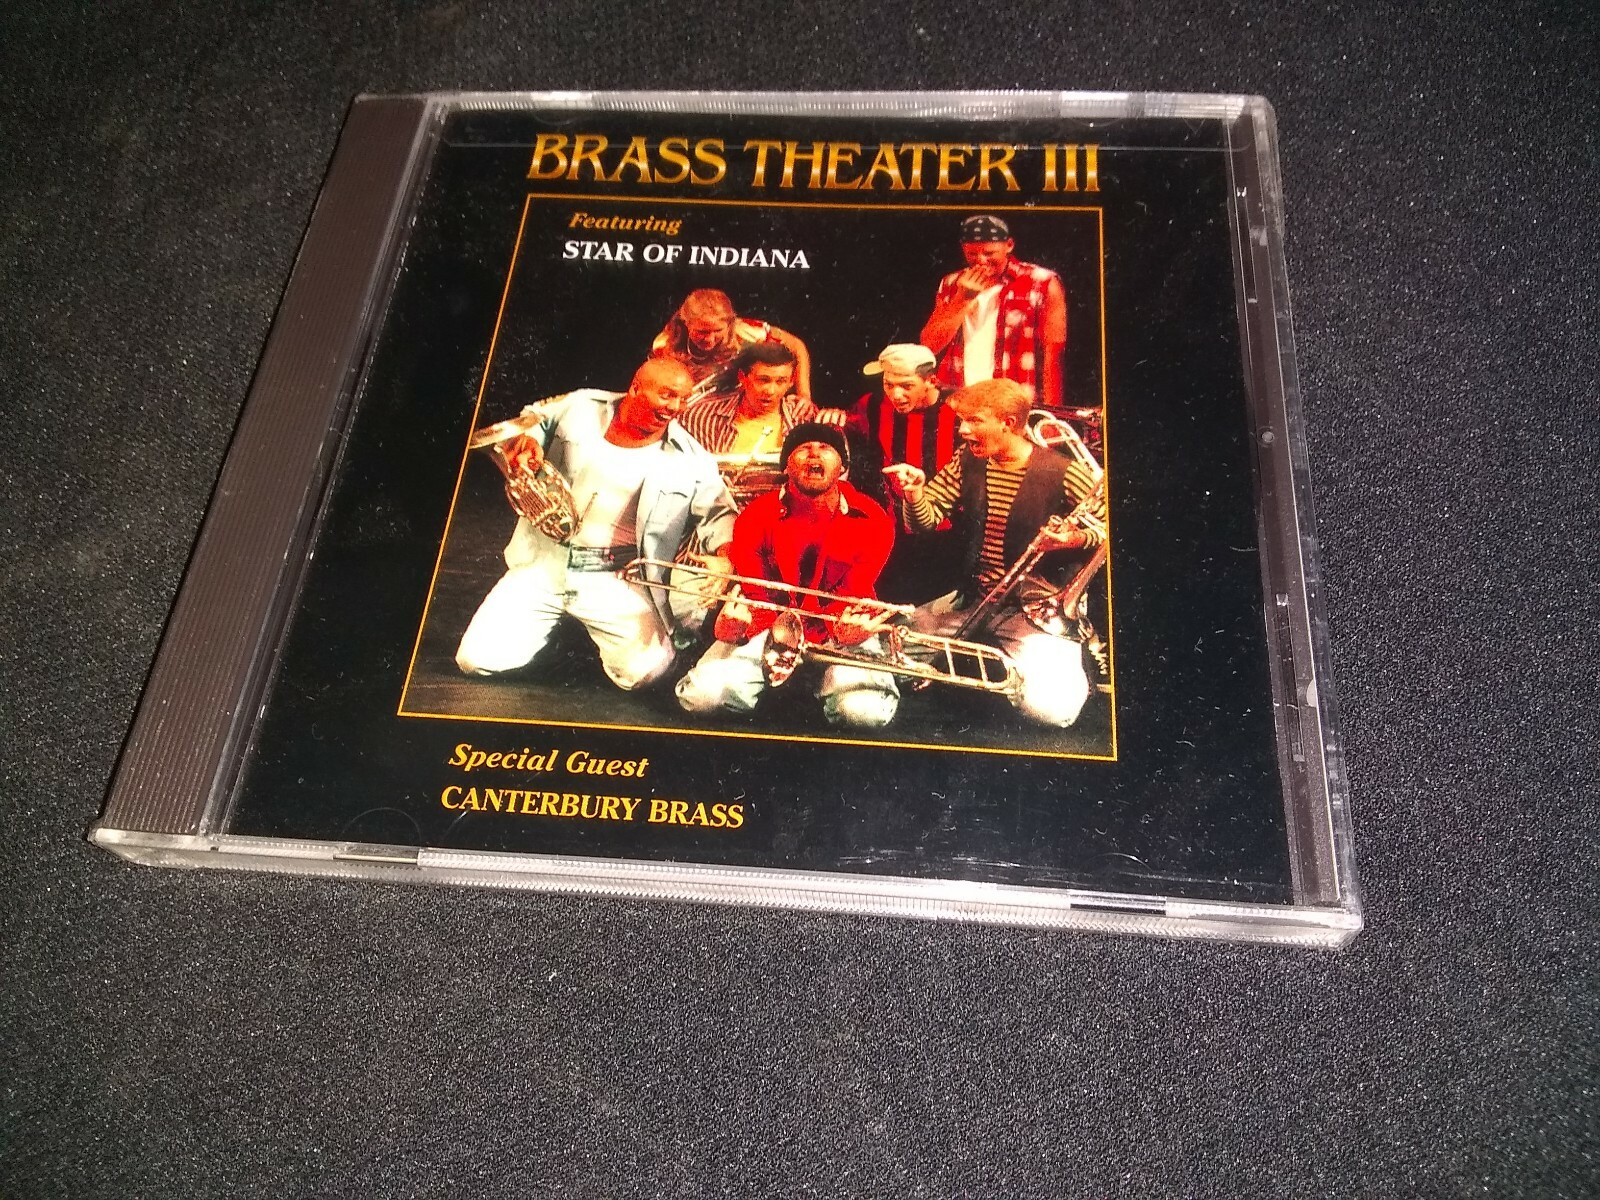 BRASS THEATER III
Featuring
STAR OF INDIANA
Special Guest
CANTERBURY BRASS